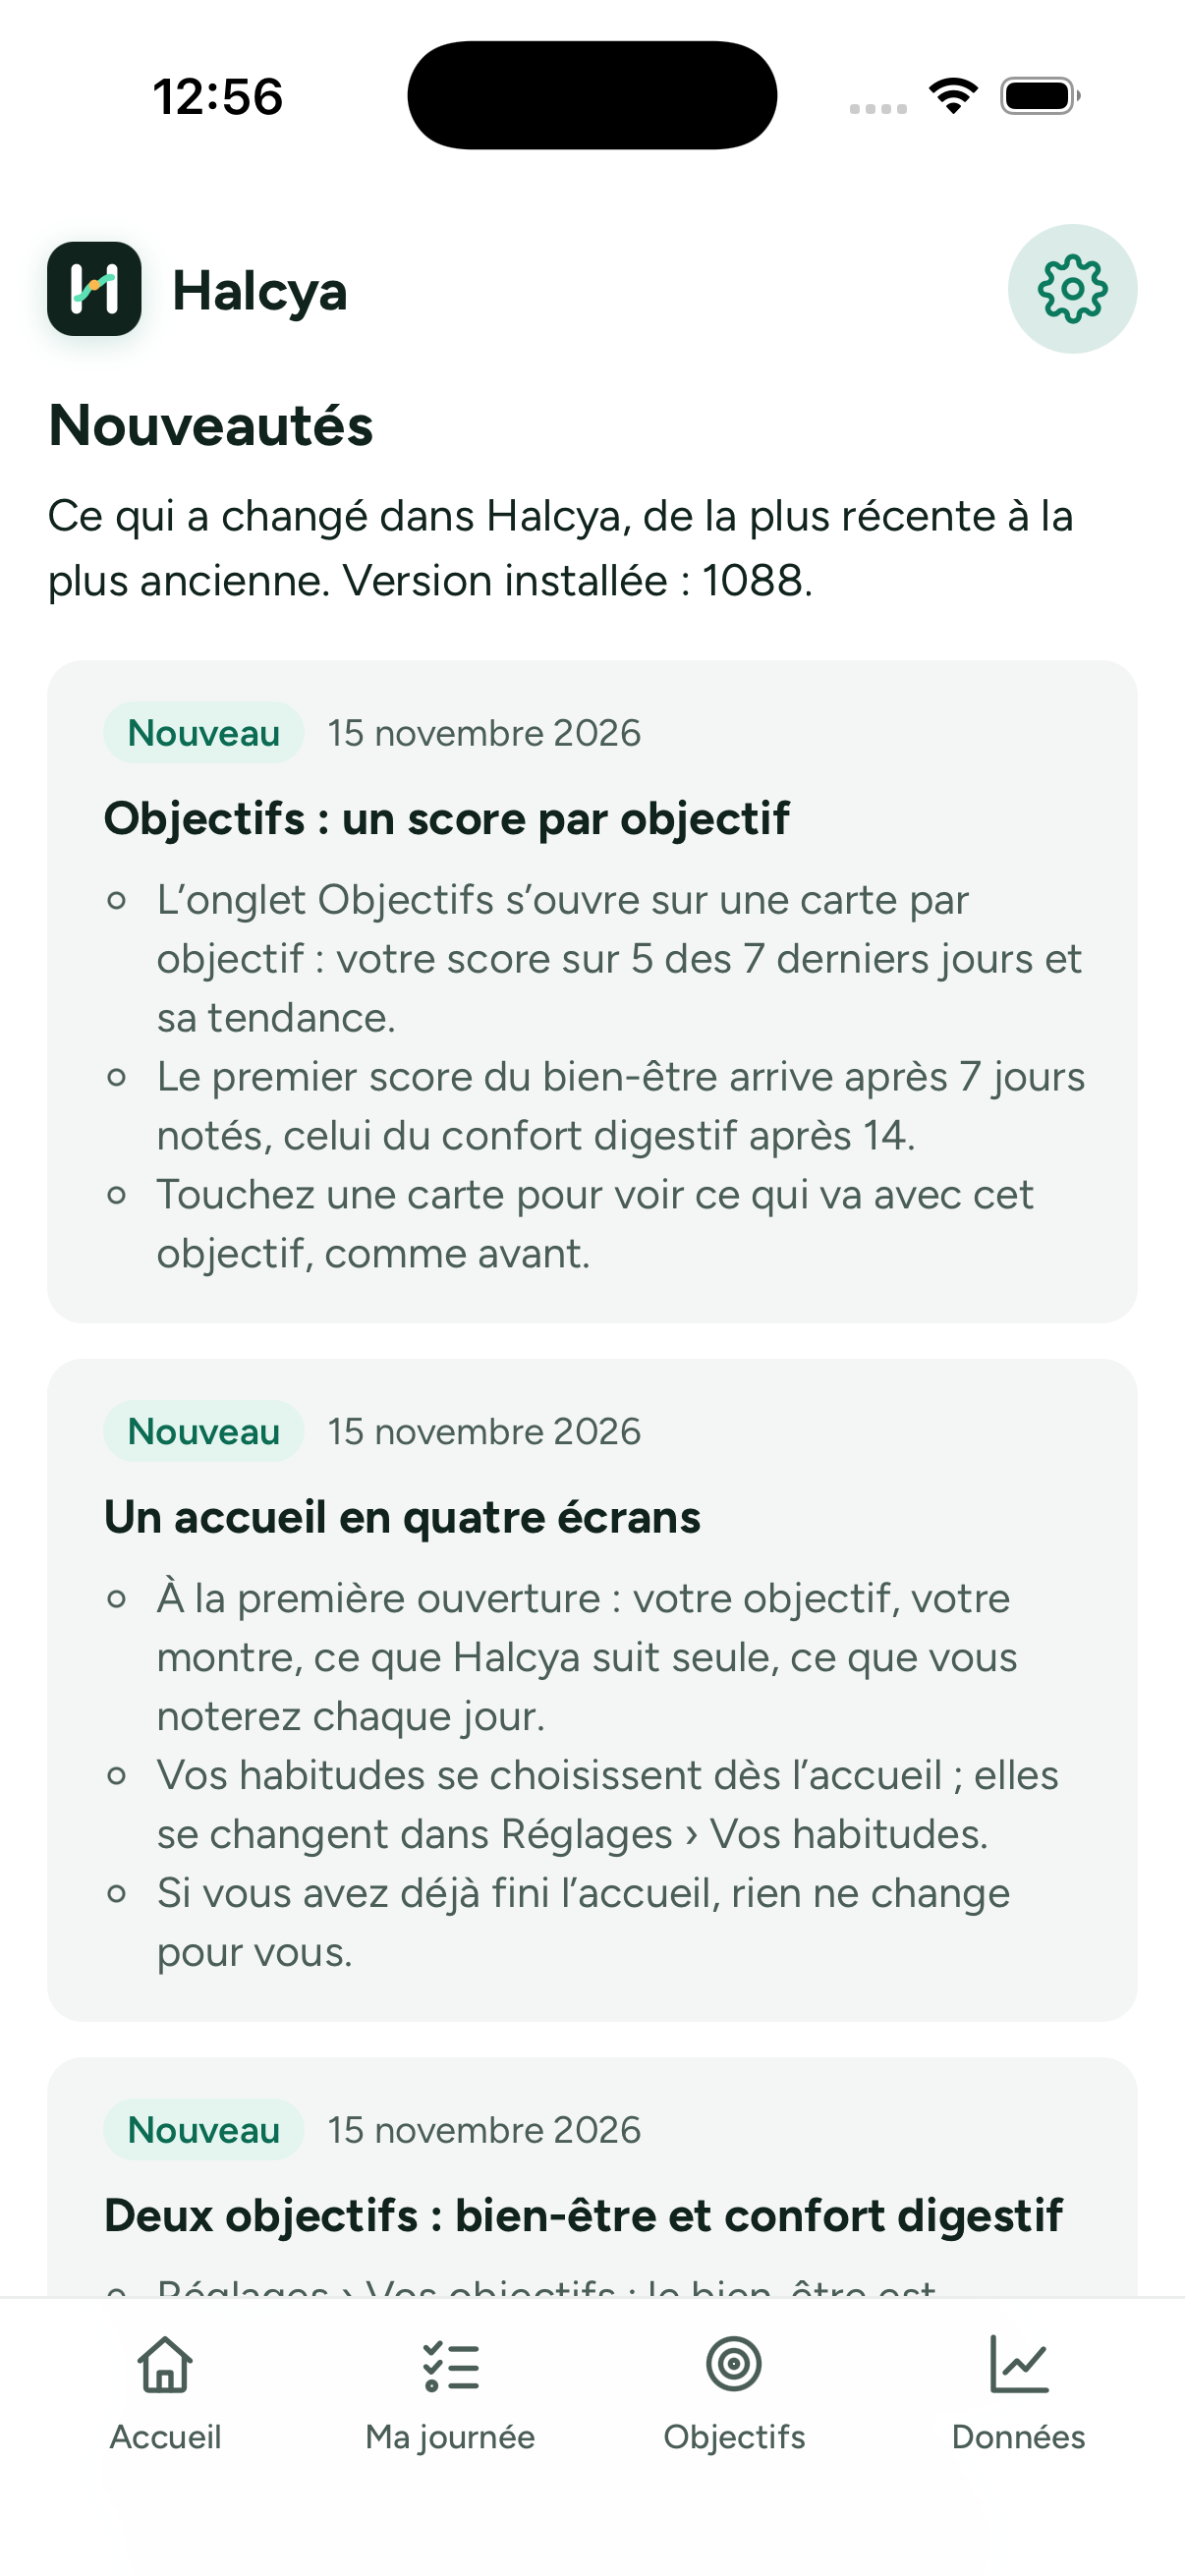 12:56
Halcya
Nouveautés
Ce qui a changé dans Halcya, de la plus récente à la
plus ancienne. Version installée : 1088.
Nouveau 15 novembre 2026
Objectifs : un score par objectif
L’onglet Objectifs s’ouvre sur une carte par
objectif : votre score sur 5 des 7 derniers jours et
sa tendance.
Le premier score du bien-être arrive après 7 jours
notés, celui du confort digestif après 14.
Touchez une carte pour voir ce qui va avec cet
objectif, comme avant.
Nouveau 15 novembre 2026
Un accueil en quatre écrans
À la première ouverture : votre objectif, votre
montre, ce que Halcya suit seule, ce que vous
noterez chaque jour.
Vos habitudes se choisissent dès l’accueil ; elles
se changent dans Réglages › Vos habitudes.
Si vous avez déjà fini l’accueil, rien ne change
pour vous.
Nouveau 15 novembre 2026
Deux objectifs : bien-être et confort digestif
Réglages › Vos objectifs : le bien-être est
Accueil Ma journée Objectifs Données